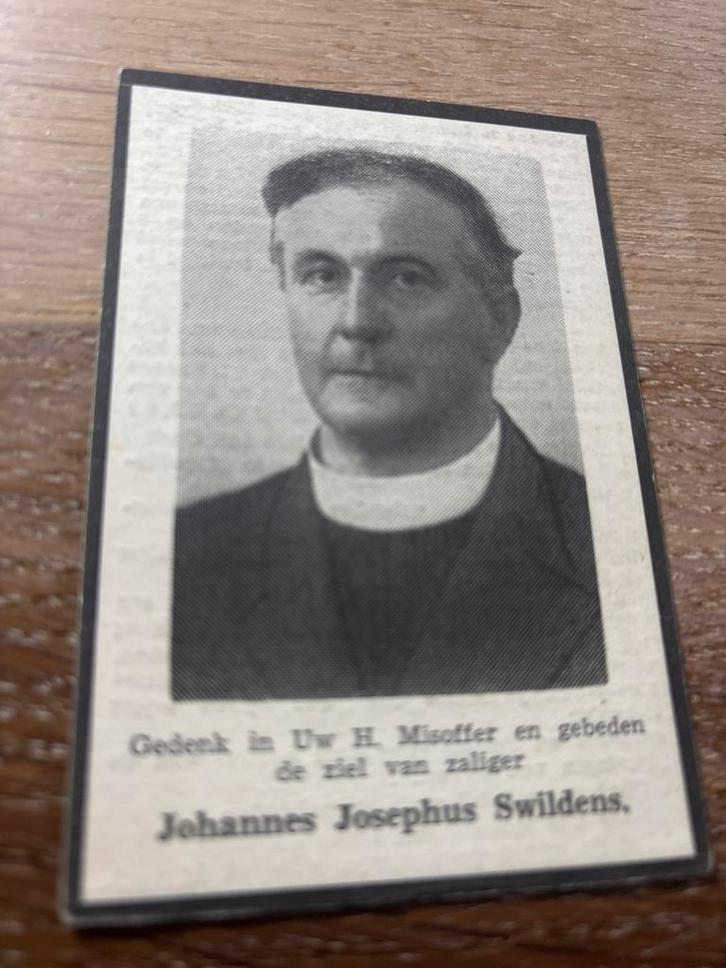 Gedenk in Uw H. Misoffer en gebeden
de ziel van zaliger
Johannes Josephus Swildens.